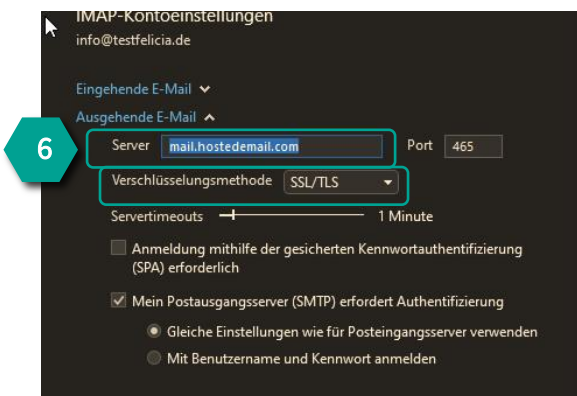 IMAP-Kontoeinstellungen
info@testfelicia.de
Eingehende E-Mail
Ausgehende E-Mail
6
Server mail.hostedemail.com Port 465
Verschlüsselungsmethode SSL/TLS
Servertimeouts 1 Minute
Anmeldung mithilfe der gesicherten Kennwortauthentifizierung
(SPA) erforderlich
Mein Postausgangsserver (SMTP) erfordert Authentifizierung
Gleiche Einstellungen wie für Posteingangsserver verwenden
Mit Benutzername und Kennwort anmelden